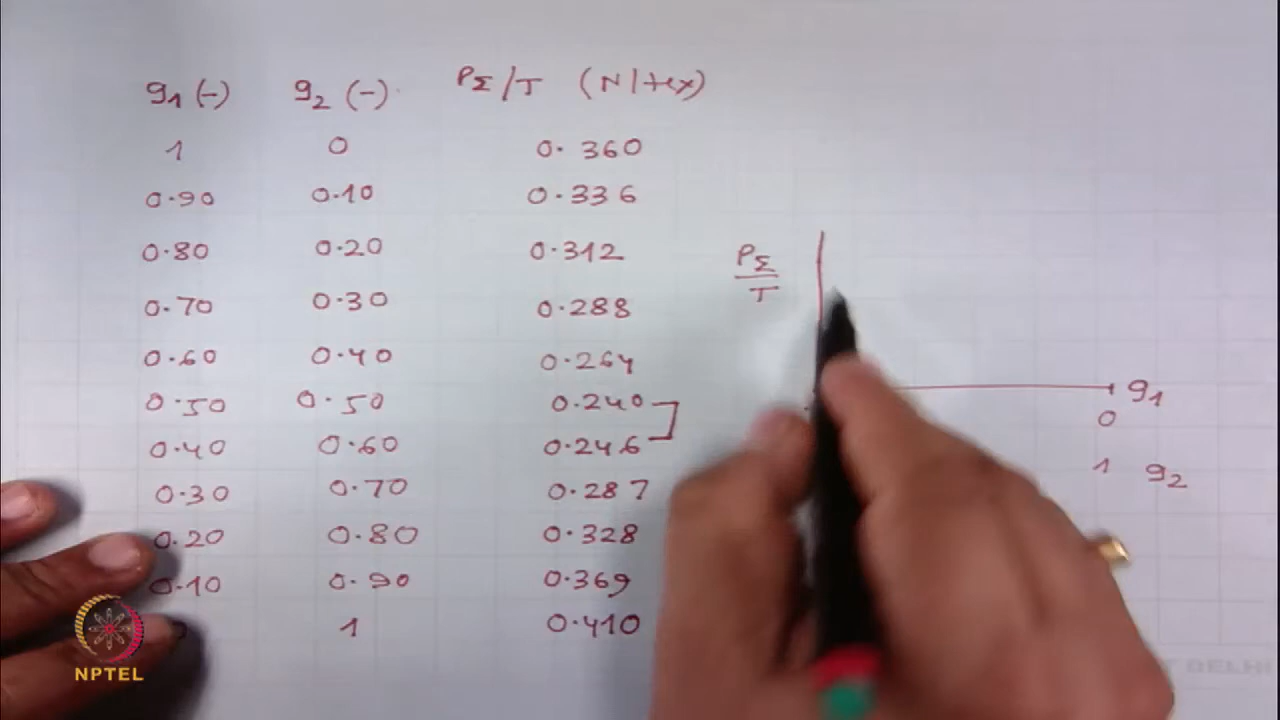 g1 (-) g2 (-) PΣ/T (N/tex)
1 0 0.360
0.90 0.10 0.336
0.80 0.20 0.312
0.70 0.30 0.288
0.60 0.40 0.264
0.50 0.50 0.240
0.40 0.60 0.246
0.30 0.70 0.287
0.20 0.80 0.328
0.10 0.90 0.369
1 0.410
PΣ
T
g1
0
1 g2
NPTEL